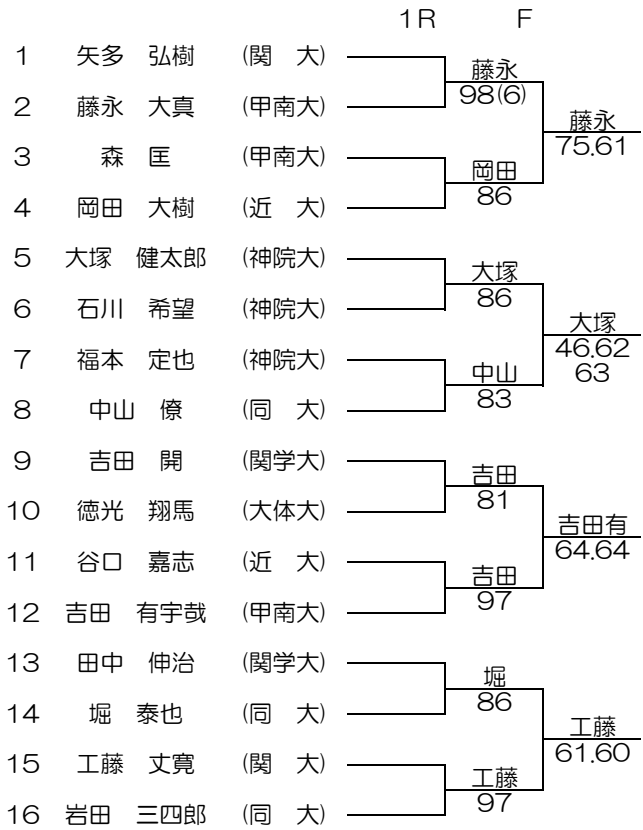 1R F
1 矢多 弘樹 (関 大)
藤永
98(6)
2 藤永 大真 (甲南大)
藤永
75.61
3 森 匡 (甲南大)
岡田
86
4 岡田 大樹 (近 大)
5 大塚 健太郎 (神院大)
大塚
86
6 石川 希望 (神院大)
大塚
46.62
63
7 福本 定也 (神院大)
中山
83
8 中山 僚 (同 大)
9 吉田 開 (関学大)
吉田
81
10 徳光 翔馬 (大体大)
吉田有
64.64
11 谷口 嘉志 (近 大)
吉田
97
12 吉田 有宇哉 (甲南大)
13 田中 伸治 (関学大)
堀
86
14 堀 泰也 (同 大)
工藤
61.60
15 工藤 丈寛 (関 大)
工藤
97
16 岩田 三四郎 (同 大)